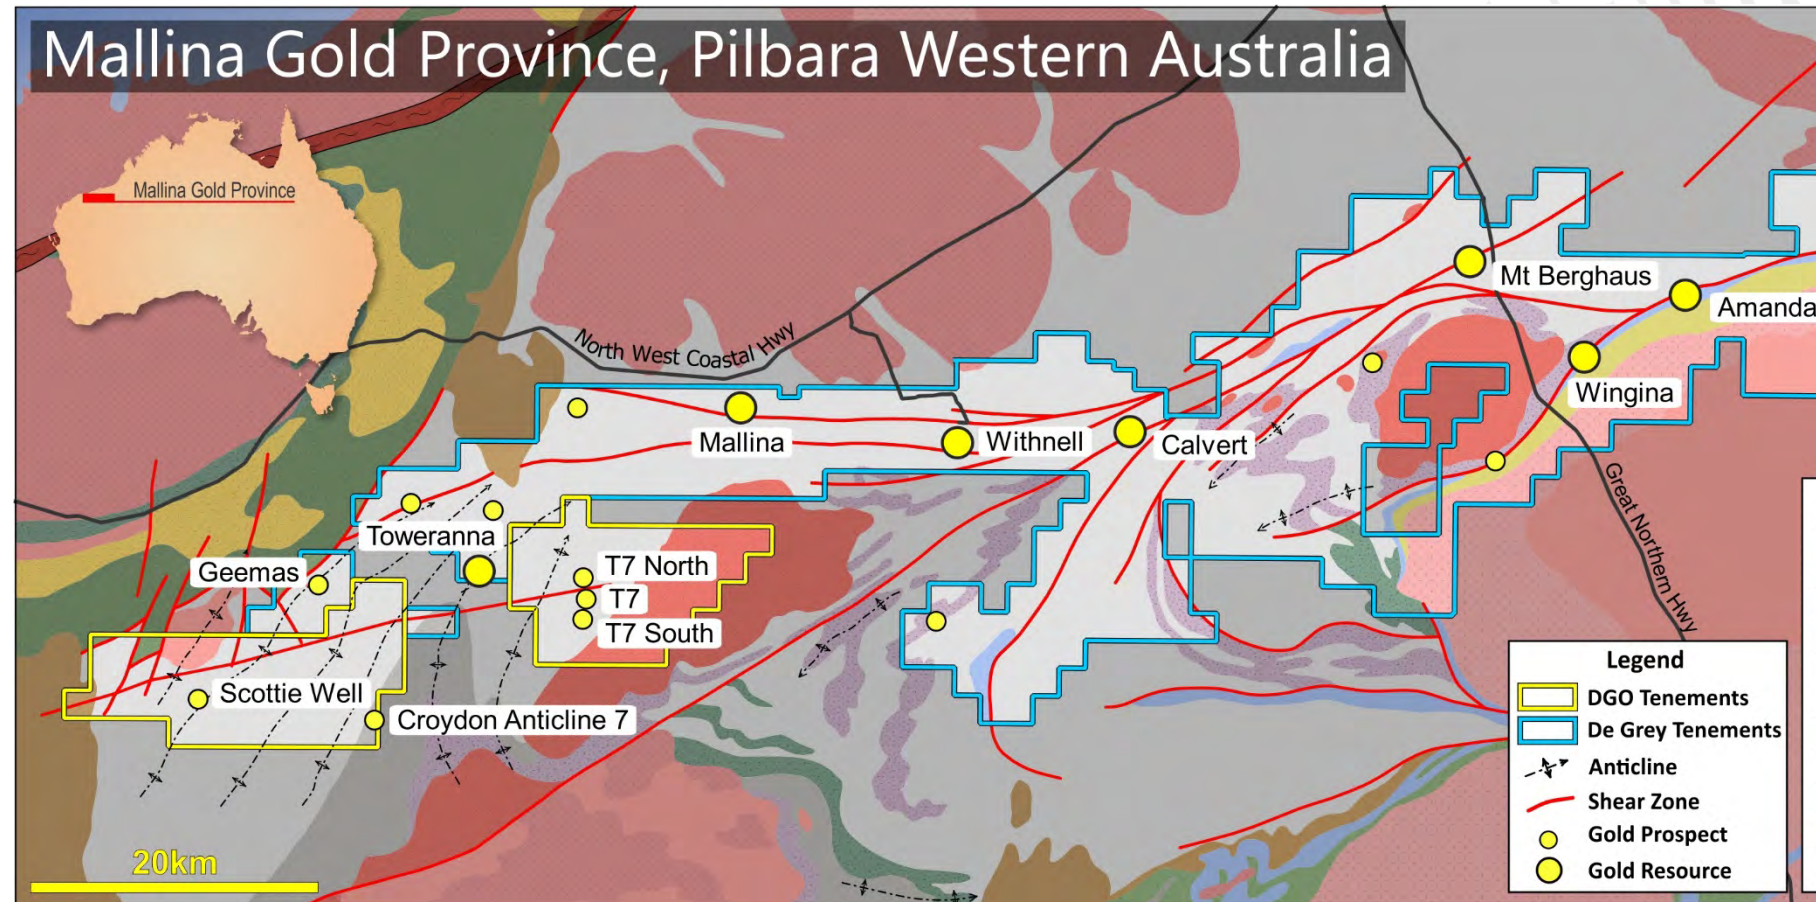 Mallina Gold Province, Pilbara Western Australia
Mallina Gold Province
North West Coastal Hwy
Mt Berghaus
Amanda
Wingina
Mallina
Withnell
Calvert
Great Northern Hwy
Toweranna
Geemas
T7 North
T7
T7 South
Scottie Well
Croydon Anticline 7
20km
Legend
DGO Tenements
De Grey Tenements
Anticline
Shear Zone
Gold Prospect
Gold Resource